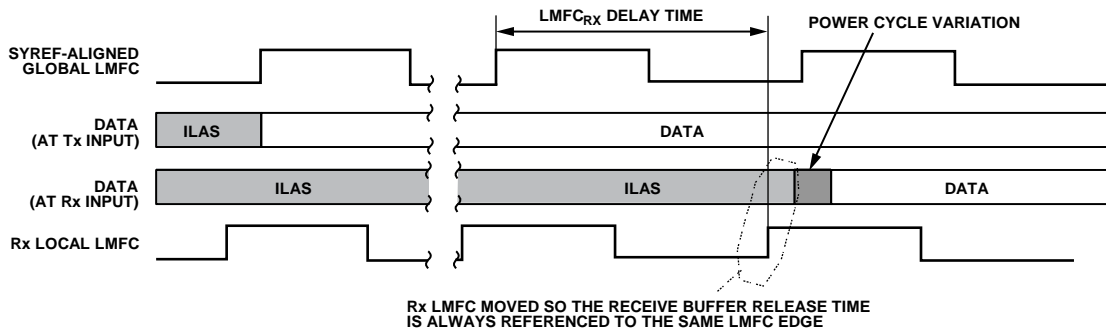 LMFCRX DELAY TIME
POWER CYCLE VARIATION
SYREF-ALIGNED
GLOBAL LMFC
DATA
(AT Tx INPUT)
ILAS
DATA
DATA
(AT Rx INPUT)
ILAS
ILAS
DATA
Rx LOCAL LMFC
Rx LMFC MOVED SO THE RECEIVE BUFFER RELEASE TIME
IS ALWAYS REFERENCED TO THE SAME LMFC EDGE